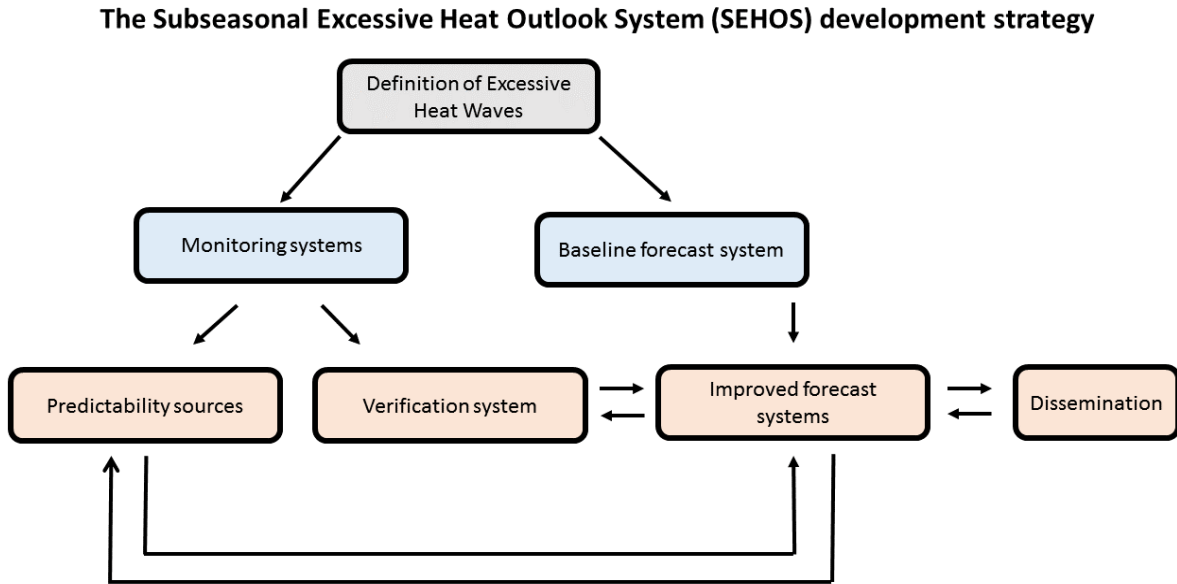 The Subseasonal Excessive Heat Outlook System (SEHOS) development strategy
Definition of Excessive
Heat Waves
Monitoring systems
Baseline forecast system
Predictability sources
Verification system
Improved forecast
systems
Dissemination